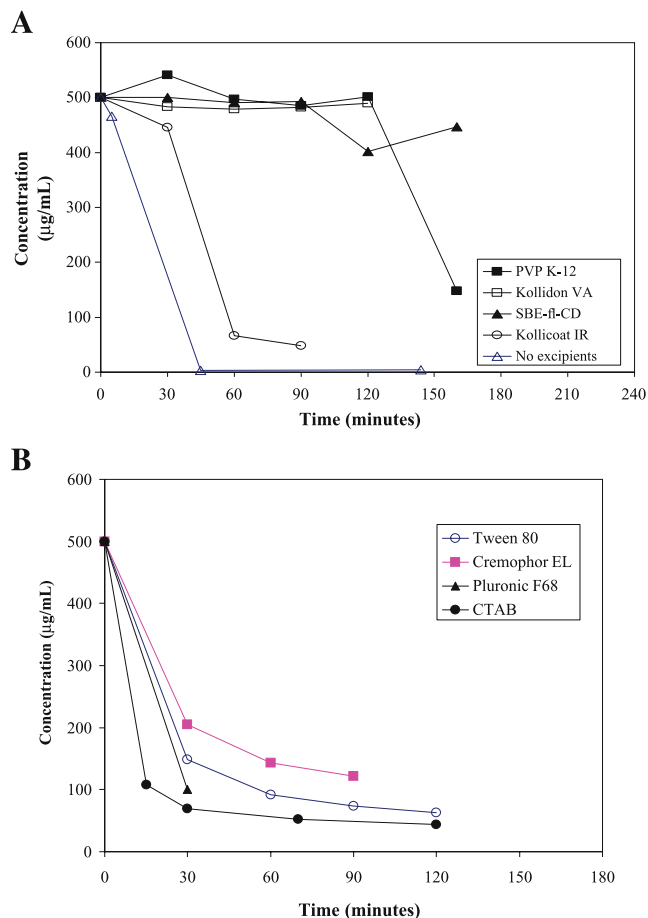 A
600
500
400
300
200
100
0
Concentration
(µg/mL)
PVP K-12
Kollidon VA
SBE-fl-CD
Kollicoat IR
No excipients
0 30 60 90 120 150 180 210 240
Time (minutes)
B
600
500
400
300
200
100
0
Concentration (µg/mL)
Tween 80
Cremophor EL
Pluronic F68
CTAB
0 30 60 90 120 150 180
Time (minutes)